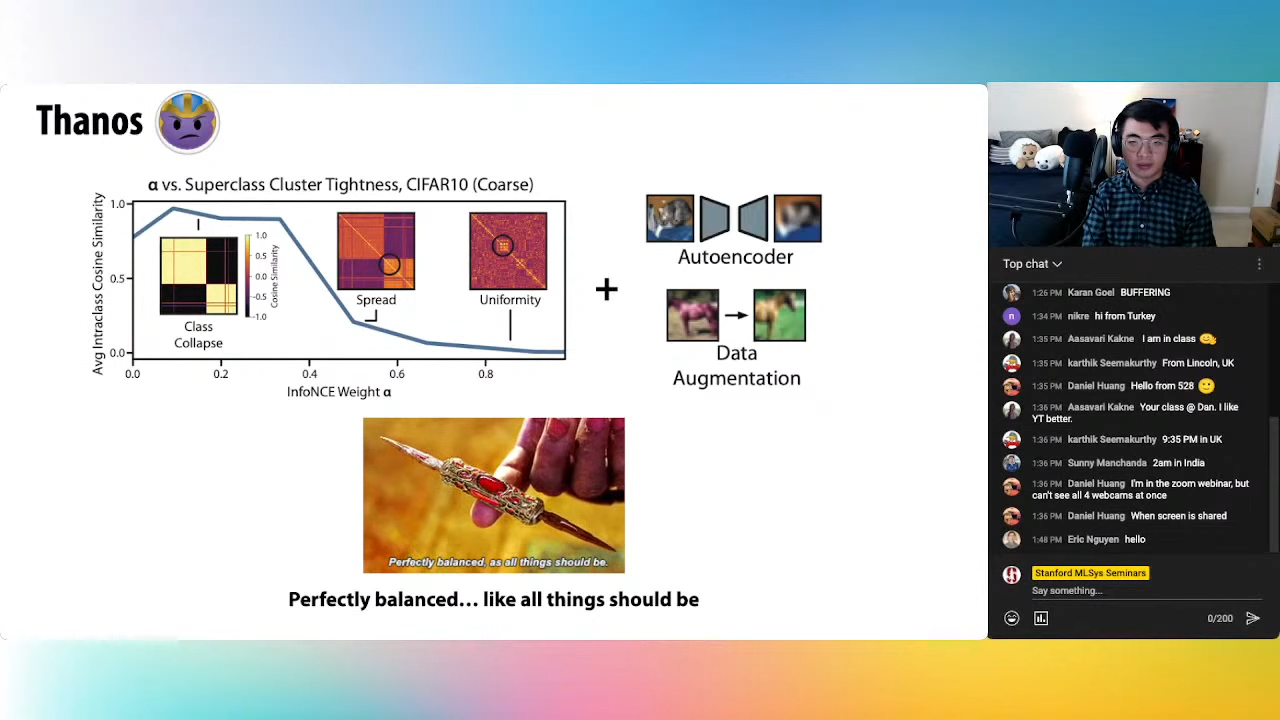 Thanos
α vs. Superclass Cluster Tightness, CIFAR10 (Coarse)
Avg Intraclass Cosine Similarity
1.0
0.5
0.0
0.0
0.2
0.4
0.6
0.8
InfoNCE Weight α
Class
Collapse
1.0
0.5
0.0
-0.5
-1.0
Cosine Similarity
Spread
Uniformity
+
Autoencoder
Data
Augmentation
Perfectly balanced, as all things should be.
Perfectly balanced… like all things should be
Top chat
1:26 PM Karan Goel BUFFERING
n 1:34 PM nikre hi from Turkey
1:35 PM Aasavari Kakne I am in class
1:35 PM karthik Seemakurthy From Lincoln, UK
1:35 PM Daniel Huang Hello from 528
1:36 PM Aasavari Kakne Your class @ Dan. I like
YT better.
1:36 PM karthik Seemakurthy 9:35 PM in UK
1:36 PM Sunny Manchanda 2am in India
1:36 PM Daniel Huang I'm in the zoom webinar, but
can't see all 4 webcams at once
1:36 PM Daniel Huang When screen is shared
1:48 PM Eric Nguyen hello
Stanford MLSys Seminars
Say something...
0/200